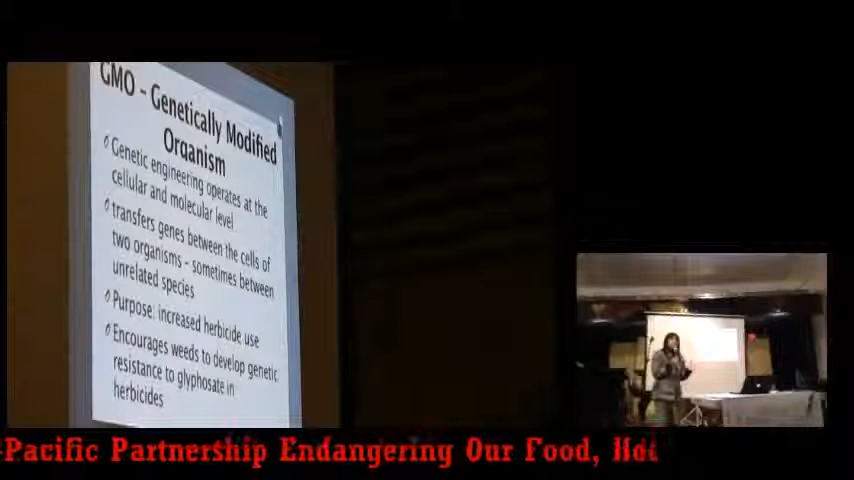 GMO – Genetically Modified
Organism
Genetic engineering operates at the
cellular and molecular level
transfers genes between the cells of
two organisms – sometimes between
unrelated species
Purpose: increased herbicide use
Encourages weeds to develop genetic
resistance to glyphosate in
herbicides
-Pacific Partnership Endangering Our Food,